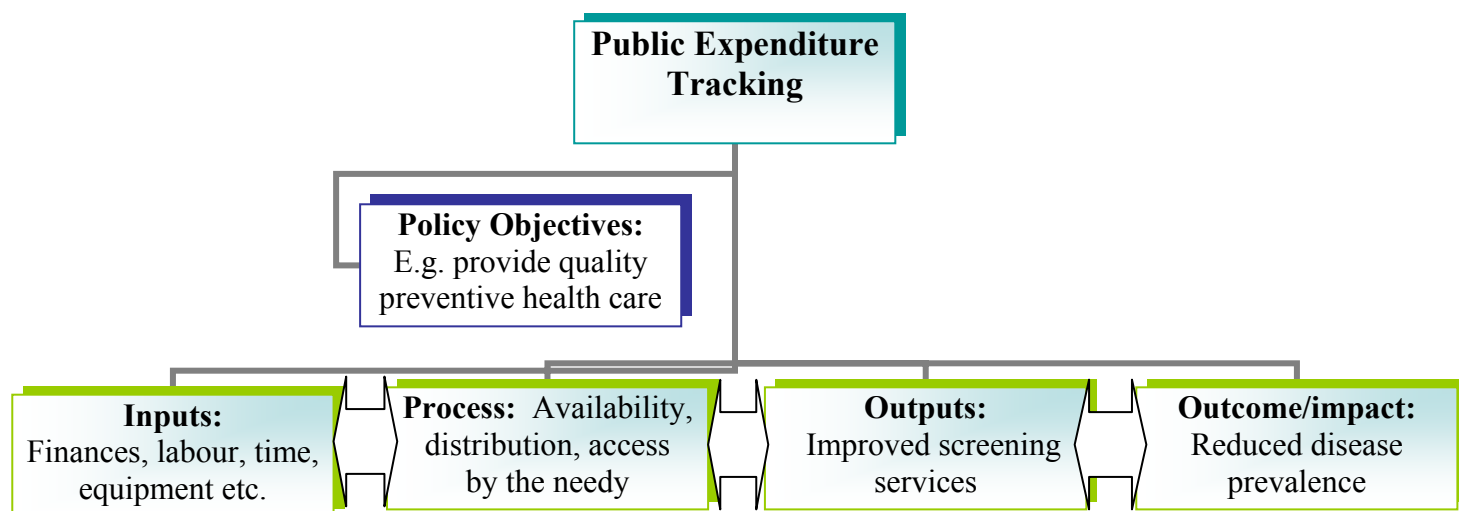 Public Expenditure
Tracking
Policy Objectives:
E.g. provide quality
preventive health care
Inputs:
Finances, labour, time,
equipment etc.
Process: Availability,
distribution, access
by the needy
Outputs:
Improved screening
services
Outcome/impact:
Reduced disease
prevalence